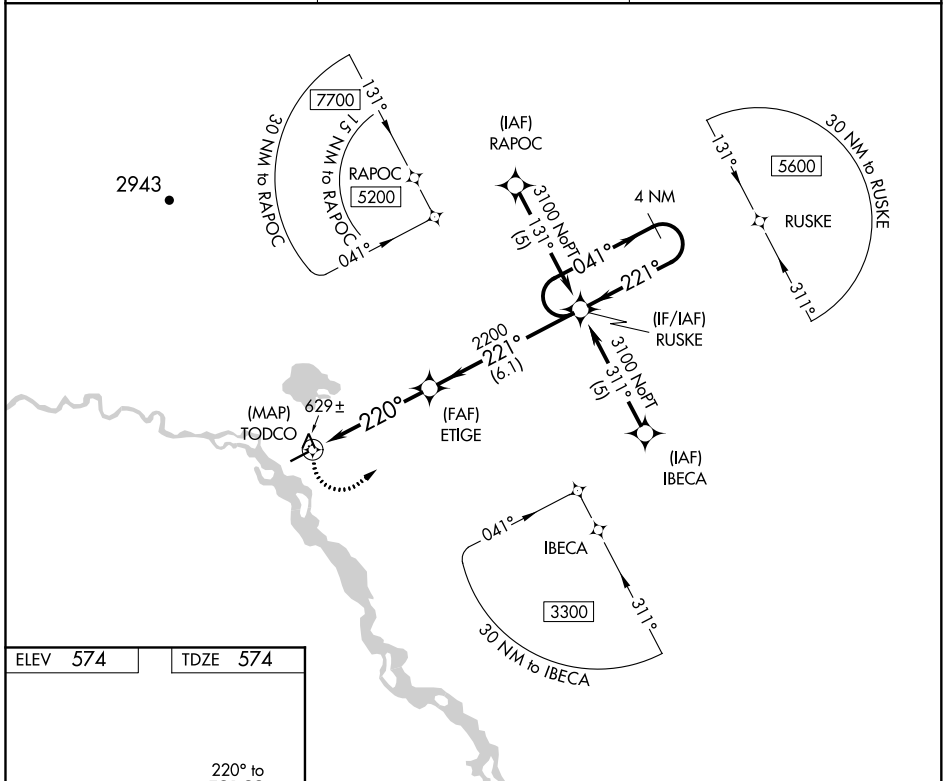 7700
131°
30 NM to RAPOC
15 NM to RAPOC
RAPOC
5200
041°
2943
(IAF)
RAPOC
3100 NoPT
131°
(5)
4 NM
041°
221°
(IF/IAF)
RUSKE
30 NM to RUSKE
5600
131°
RUSKE
311°
2200
221°
(6.1)
3100 NoPT
311°
(5)
(IAF)
IBECA
(FAF)
ETIGE
220°
(MAP)
TODCO
629 ±
041°
IBECA
3300
311°
30 NM to IBECA
ELEV 574
TDZE 574
220° to